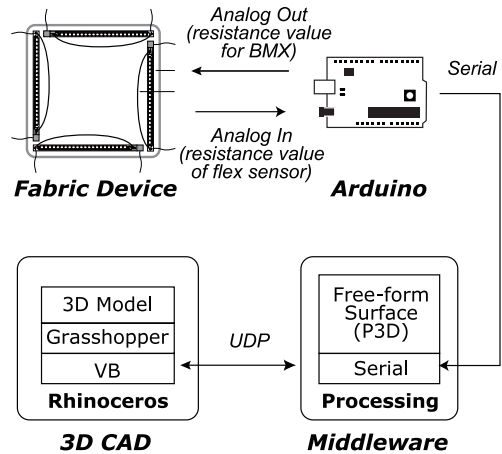 Analog Out
(resistance value
for BMX)
Serial
Analog In
(resistance value
of flex sensor)
Fabric Device
Arduino
3D Model
Grasshopper
VB
Rhinoceros
3D CAD
UDP
Free-form
Surface
(P3D)
Serial
Processing
Middleware